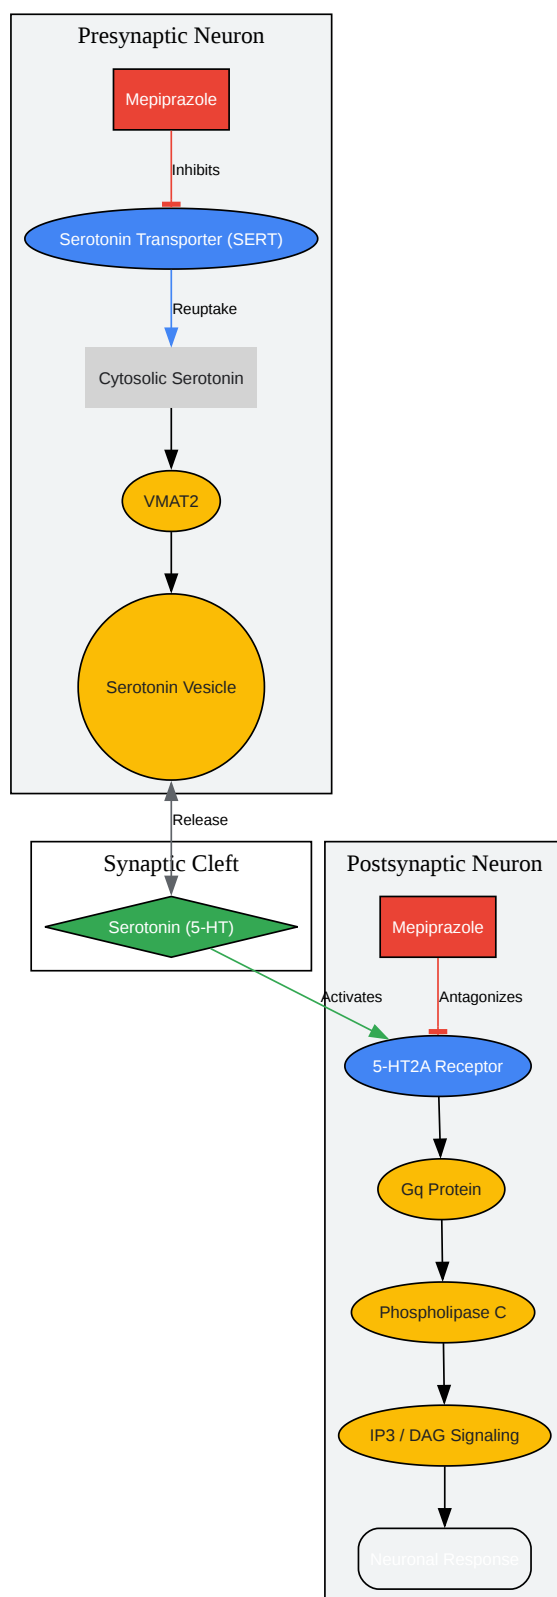 Presynaptic Neuron
Mepiprazole
Inhibits
Serotonin Transporter (SERT)
Reuptake
Cytosolic Serotonin
VMAT2
Serotonin Vesicle
Release
Synaptic Cleft
Serotonin (5-HT)
Postsynaptic Neuron
Mepiprazole
Activates
Antagonizes
5-HT2A Receptor
Gq Protein
Phospholipase C
IP3 / DAG Signaling
Neuronal Response